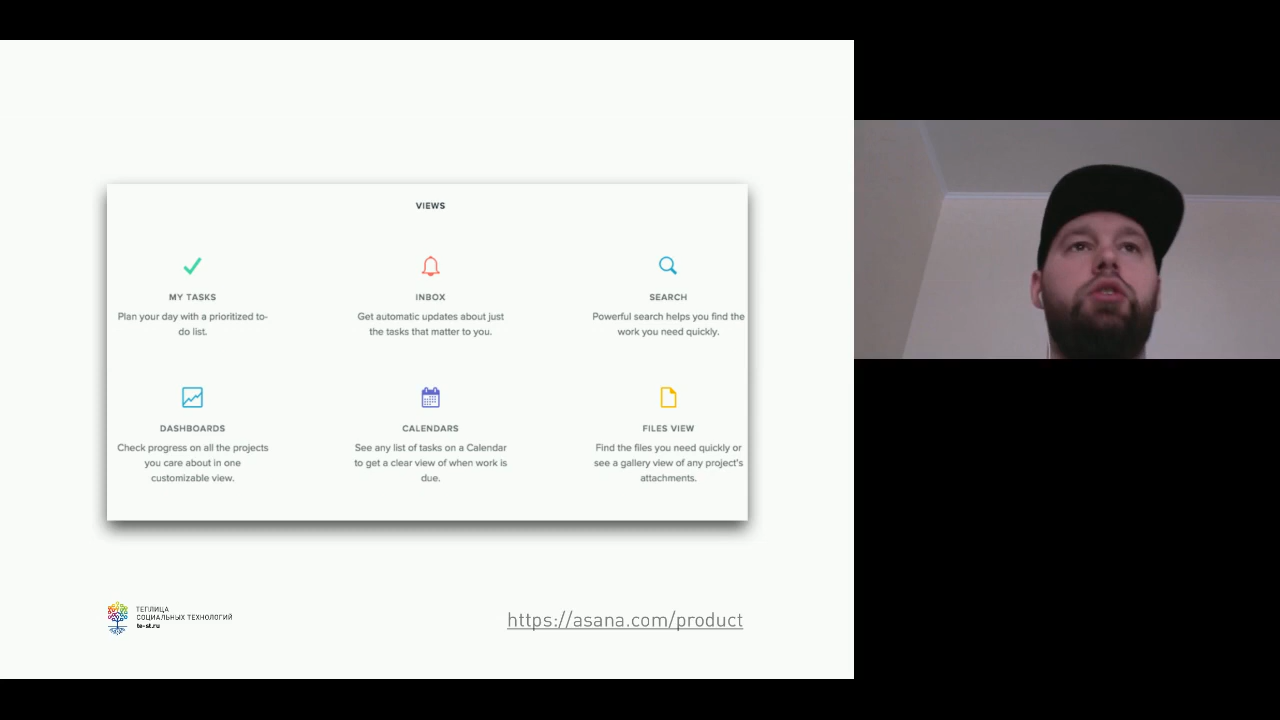 VIEWS
MY TASKS
Plan your day with a prioritized to-
do list.
INBOX
Get automatic updates about just
the tasks that matter to you.
SEARCH
Powerful search helps you find the
work you need quickly.
DASHBOARDS
Check progress on all the projects
you care about in one
customizable view.
CALENDARS
See any list of tasks on a Calendar
to get a clear view of when work is
due.
FILES VIEW
Find the files you need quickly or
see a gallery view of any project's
attachments.
ТЕПЛИЦА
СОЦИАЛЬНЫХ ТЕХНОЛОГИЙ
te-st.ru
https://asana.com/product